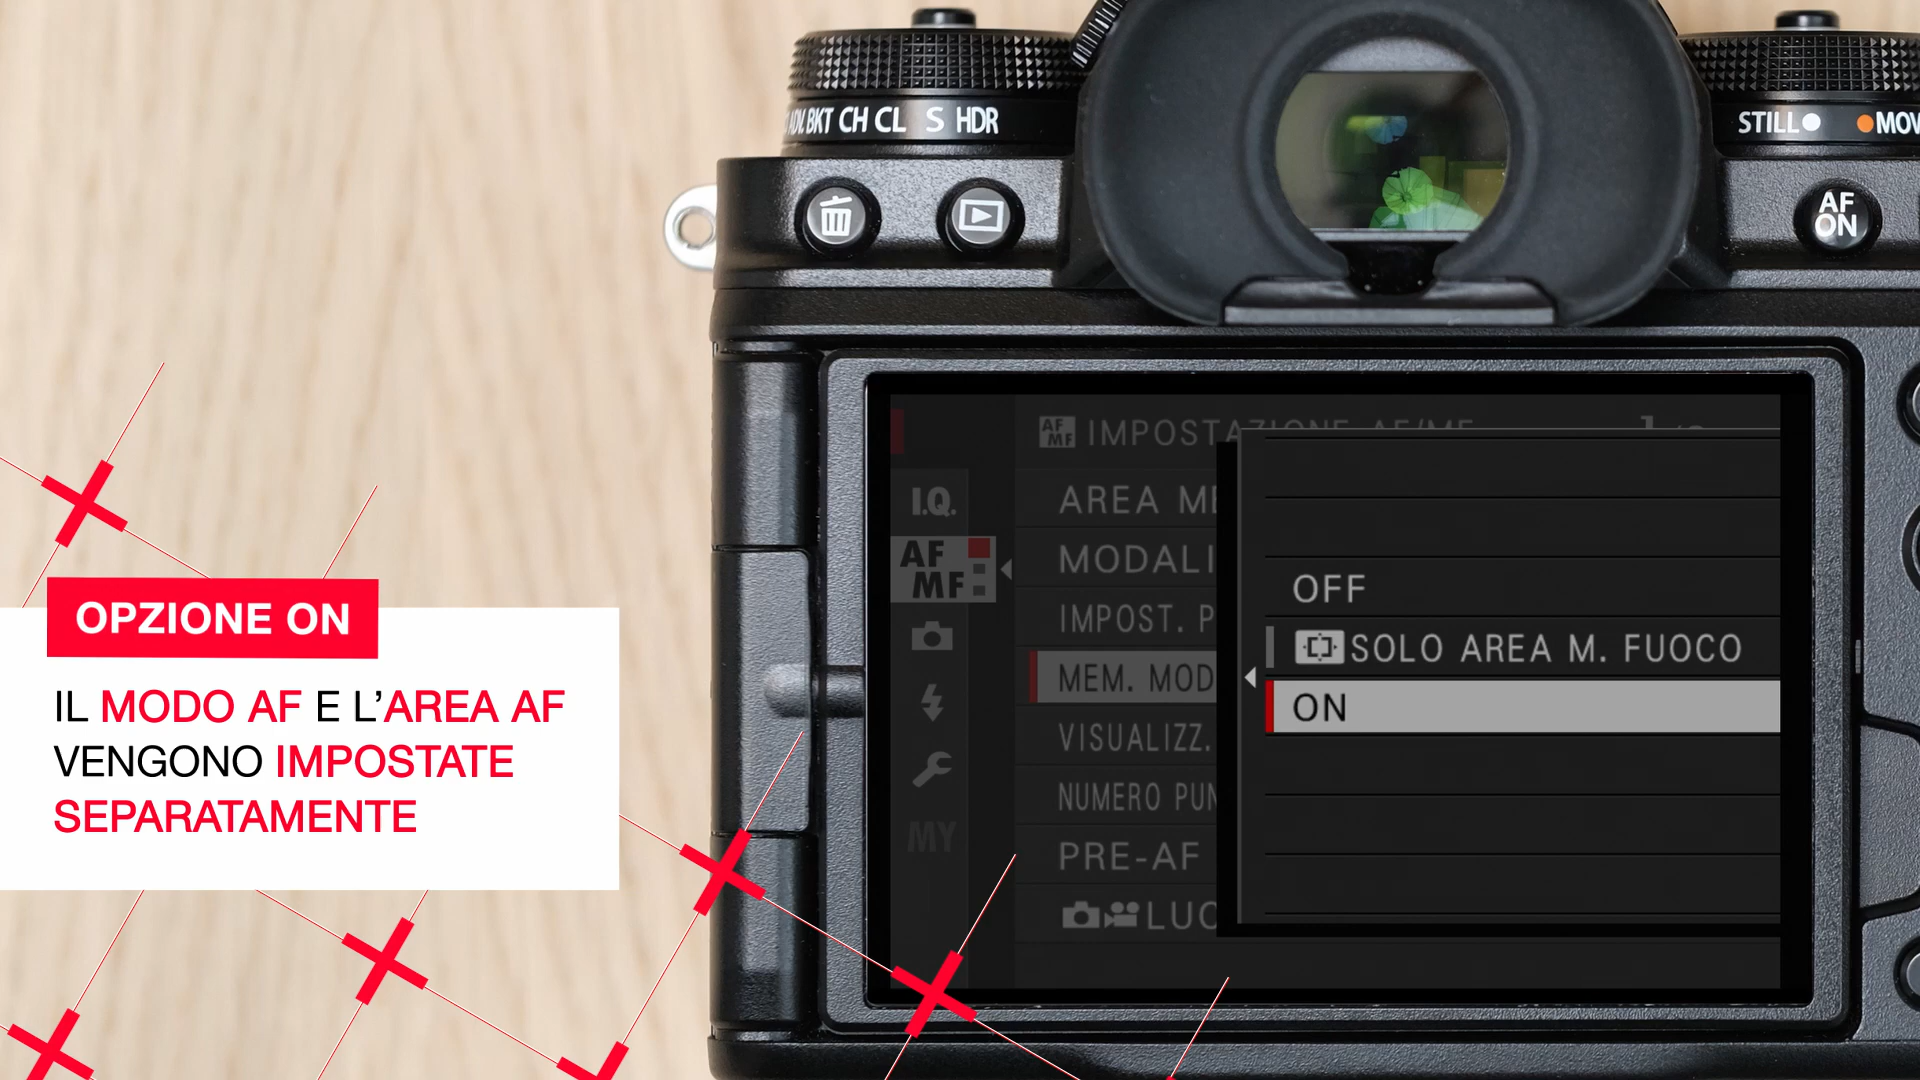 ADV. BKT CH CL S HDR
STILL MOV
AF
ON
IMPOSTAZIONE AF/MF
I.Q.
AREA
AF
MF
MODALI
OFF
IMPOST. P
SOLO AREA M. FUOCO
MEM. MOD
ON
VISUALIZZ.
NUMERO PUN
MY
PRE-AF
LUC
OPZIONE ON
IL MODO AF E L’AREA AF
VENGONO IMPOSTATE
SEPARATAMENTE